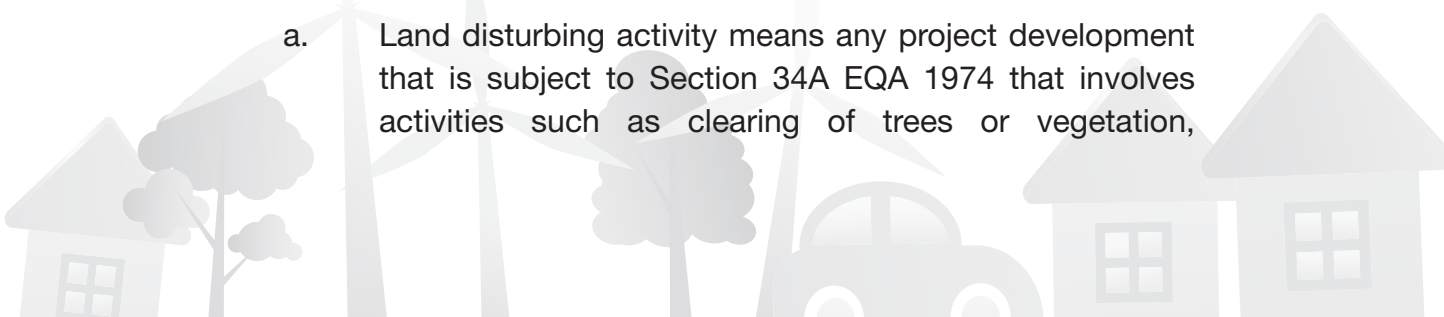 a. Land disturbing activity means any project development
that is subject to Section 34A EQA 1974 that involves
activities such as clearing of trees or vegetation,